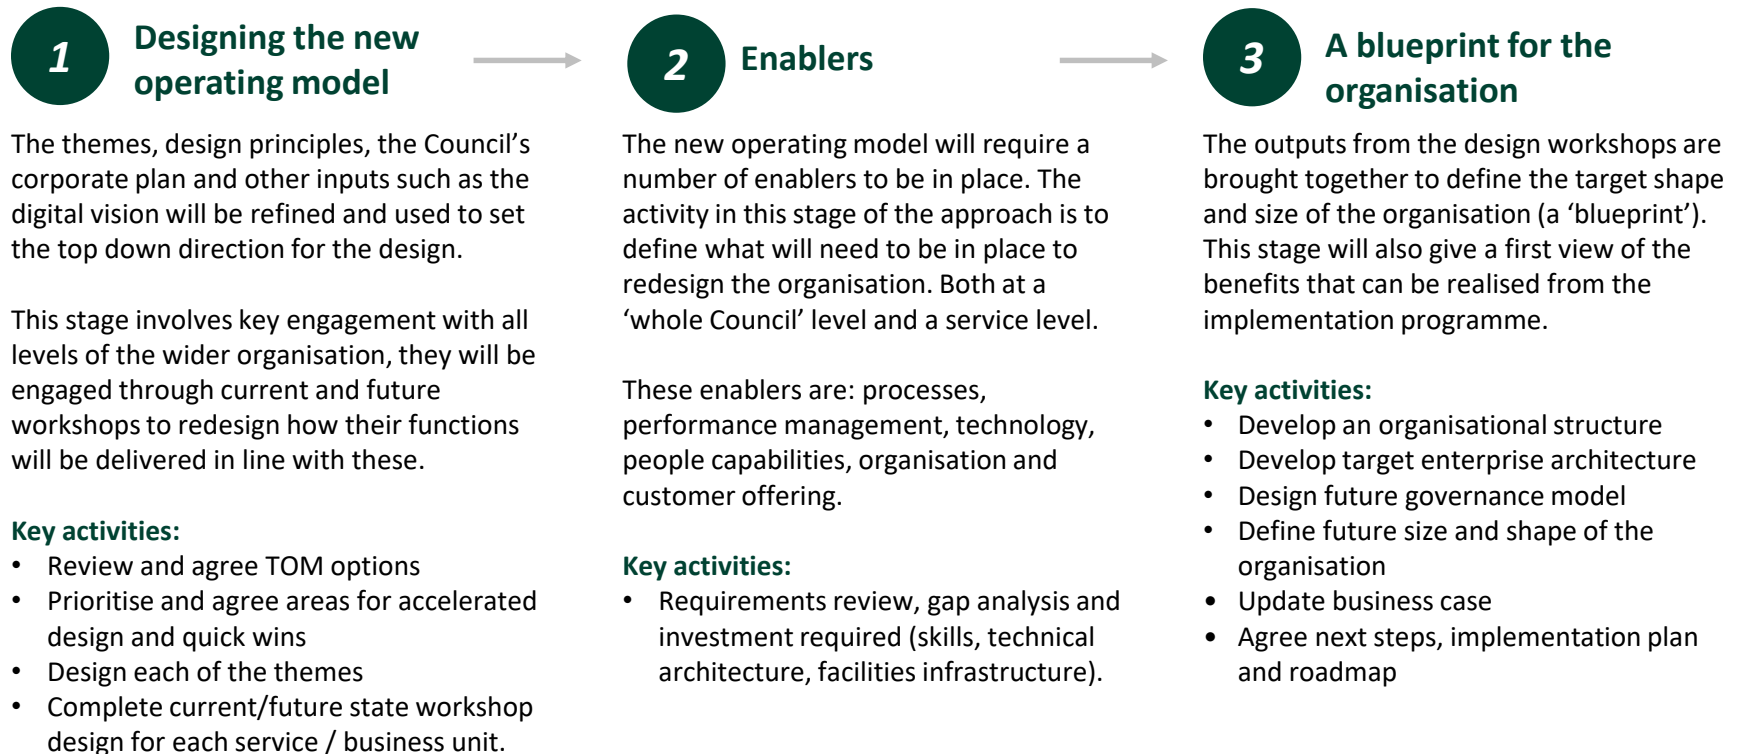 1
Designing the new
operating model
The themes, design principles, the Council’s
corporate plan and other inputs such as the
digital vision will be refined and used to set
the top down direction for the design.
This stage involves key engagement with all
levels of the wider organisation, they will be
engaged through current and future
workshops to redesign how their functions
will be delivered in line with these.
Key activities:
• Review and agree TOM options
• Prioritise and agree areas for accelerated
design and quick wins
• Design each of the themes
• Complete current/future state workshop
design for each service / business unit.
2
Enablers
The new operating model will require a
number of enablers to be in place. The
activity in this stage of the approach is to
define what will need to be in place to
redesign the organisation. Both at a
‘whole Council’ level and a service level.
These enablers are: processes,
performance management, technology,
people capabilities, organisation and
customer offering.
Key activities:
• Requirements review, gap analysis and
investment required (skills, technical
architecture, facilities infrastructure).
3
A blueprint for the
organisation
The outputs from the design workshops are
brought together to define the target shape
and size of the organisation (a ‘blueprint’).
This stage will also give a first view of the
benefits that can be realised from the
implementation programme.
Key activities:
• Develop an organisational structure
• Develop target enterprise architecture
• Design future governance model
• Define future size and shape of the
organisation
• Update business case
• Agree next steps, implementation plan
and roadmap